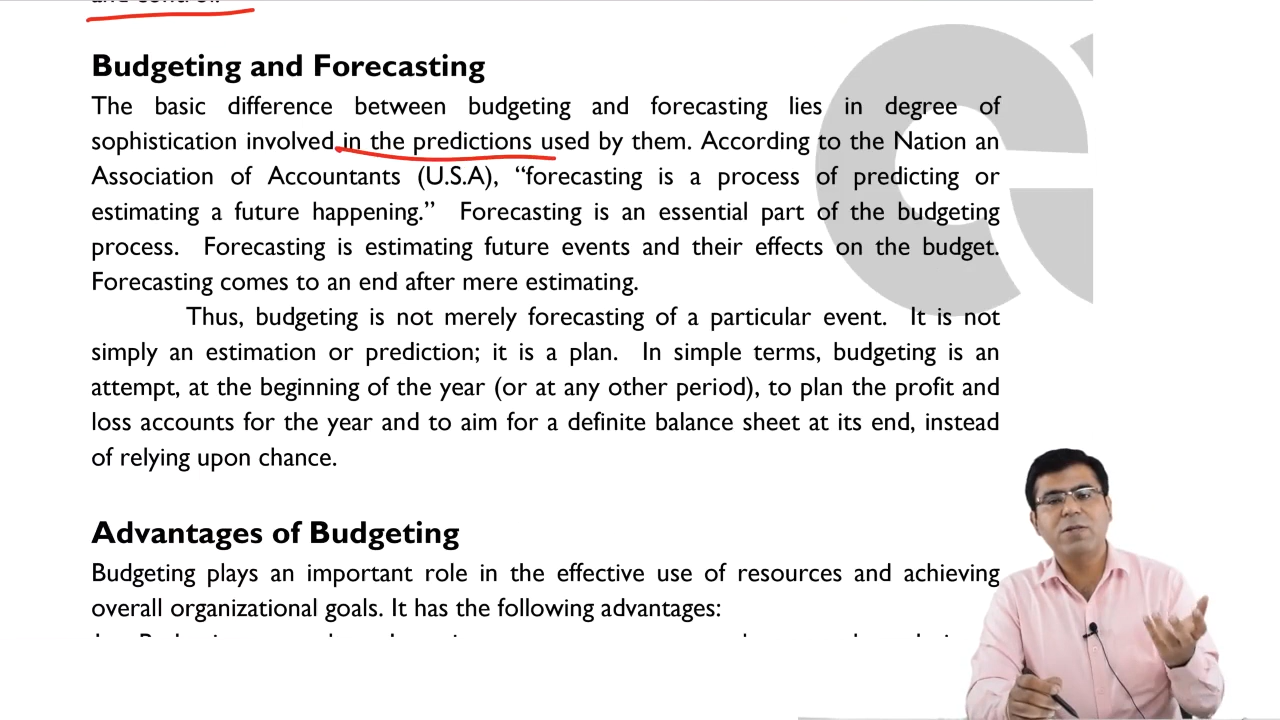 Budgeting and Forecasting
The basic difference between budgeting and forecasting lies in degree of
sophistication involved in the predictions used by them. According to the Nation an
Association of Accountants (U.S.A), “forecasting is a process of predicting or
estimating a future happening.” Forecasting is an essential part of the budgeting
process. Forecasting is estimating future events and their effects on the budget.
Forecasting comes to an end after mere estimating.
Thus, budgeting is not merely forecasting of a particular event. It is not
simply an estimation or prediction; it is a plan. In simple terms, budgeting is an
attempt, at the beginning of the year (or at any other period), to plan the profit and
loss accounts for the year and to aim for a definite balance sheet at its end, instead
of relying upon chance.
Advantages of Budgeting
Budgeting plays an important role in the effective use of resources and achieving
overall organizational goals. It has the following advantages: